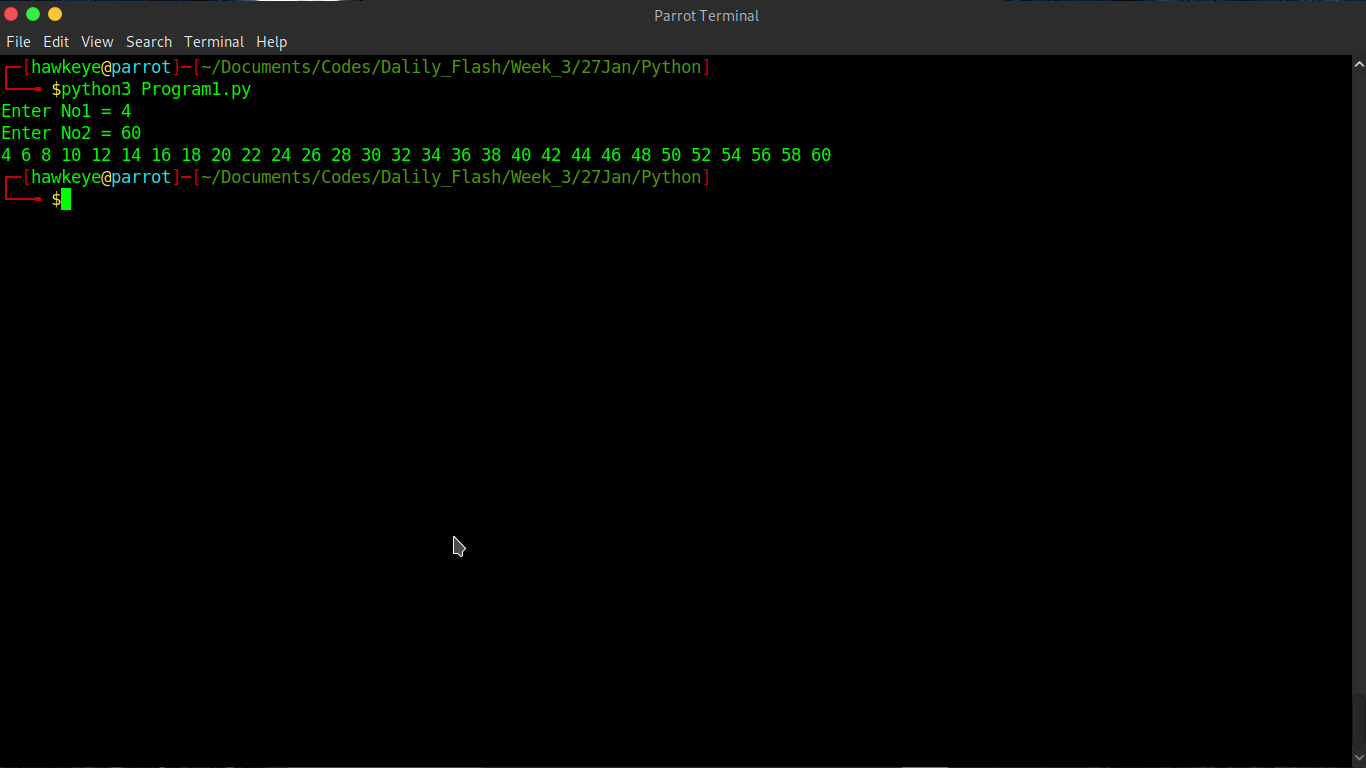 Parrot Terminal
File Edit View Search Terminal Help
┌─[hawkeye@parrot]─[~/Documents/Codes/Dalily_Flash/Week_3/27Jan/Python]
└──╼ $python3 Program1.py
Enter No1 = 4
Enter No2 = 60
4 6 8 10 12 14 16 18 20 22 24 26 28 30 32 34 36 38 40 42 44 46 48 50 52 54 56 58 60
┌─[hawkeye@parrot]─[~/Documents/Codes/Dalily_Flash/Week_3/27Jan/Python]
└──╼ $